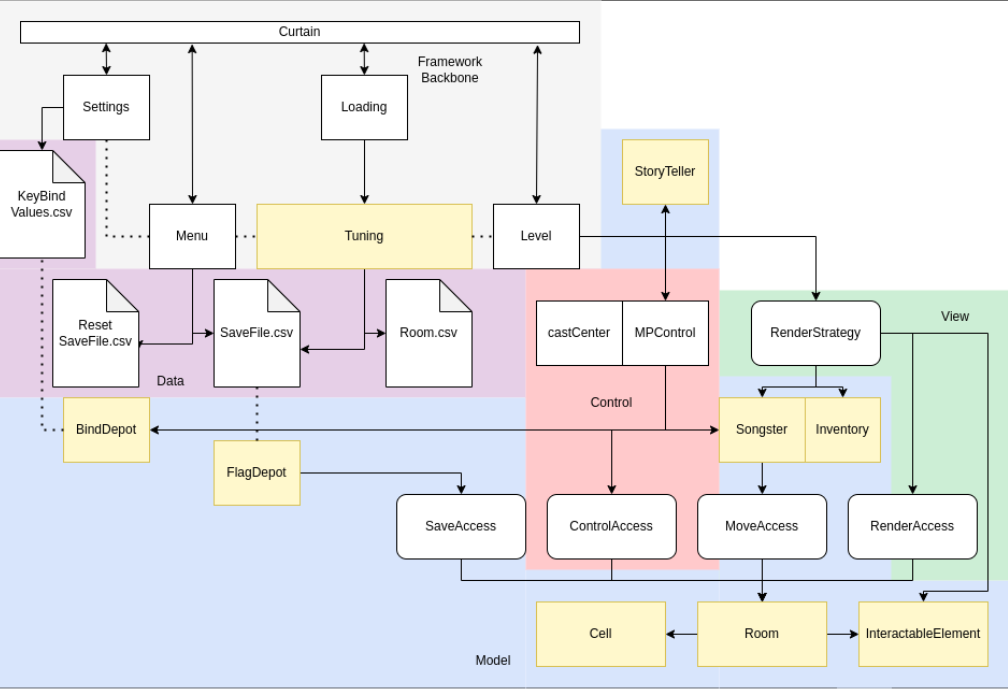 Curtain
Framework
Backbone
Settings
Loading
StoryTeller
KeyBind
Values.csv
Menu
Tuning
Level
Reset
SaveFile.csv
SaveFile.csv
Room.csv
castCenter
MPControl
RenderStrategy
View
Data
Control
BindDepot
Songster
Inventory
FlagDepot
SaveAccess
ControlAccess
MoveAccess
RenderAccess
Cell
Room
InteractableElement
Model